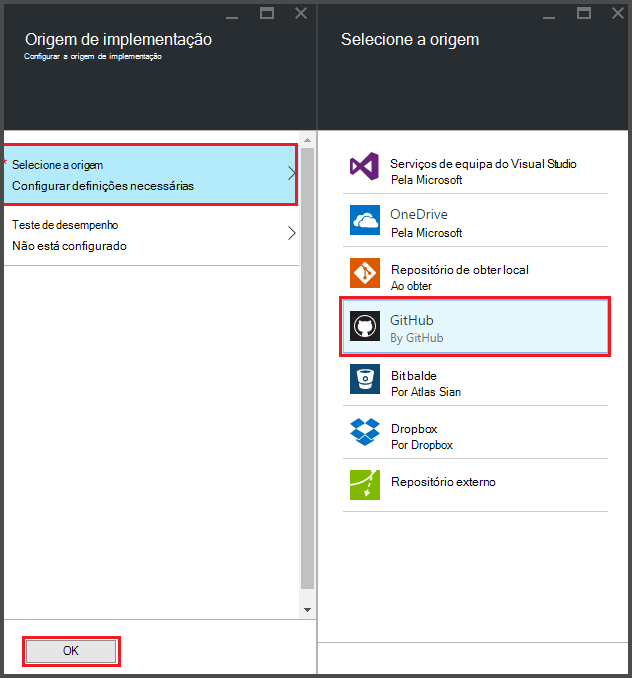 Origem de implementação
Configurar a origem de implementação
* Selecione a origem
Configurar definições necessárias
Teste de desempenho
Não está configurado
OK
Selecione a origem
Serviços de equipa do Visual Studio
Pela Microsoft
OneDrive
Pela Microsoft
Repositório de obter local
Ao obter
GitHub
By GitHub
Bit balde
Por Atlas Sian
Dropbox
Por Dropbox
Repositório externo